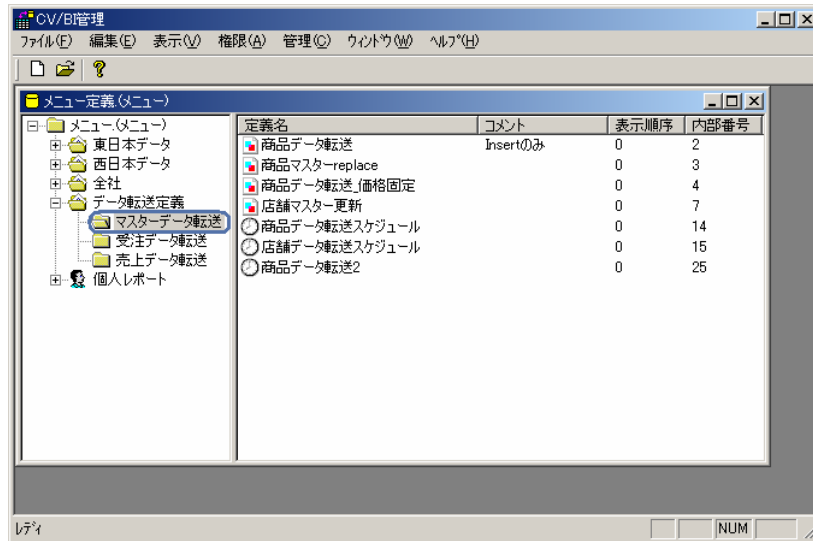 CV/BI管理
ファイル(F) 編集(E) 表示(V) 権限(A) 管理(C) ウィンドウ(W) ヘルプ(H)
メニュー定義.(メニュー)
メニュー.(メニュー)
東日本データ
西日本データ
全社
データ転送定義
マスターデータ転送
受注データ転送
売上データ転送
個人レポート
定義名 コメント 表示順序 内部番号
商品データ転送 Insertのみ 0 2
商品マスターreplace 0 3
商品データ転送_価格固定 0 4
店舗マスター更新 0 7
商品データ転送スケジュール 0 14
店舗データ転送スケジュール 0 15
商品データ転送2 0 25
レディ NUM